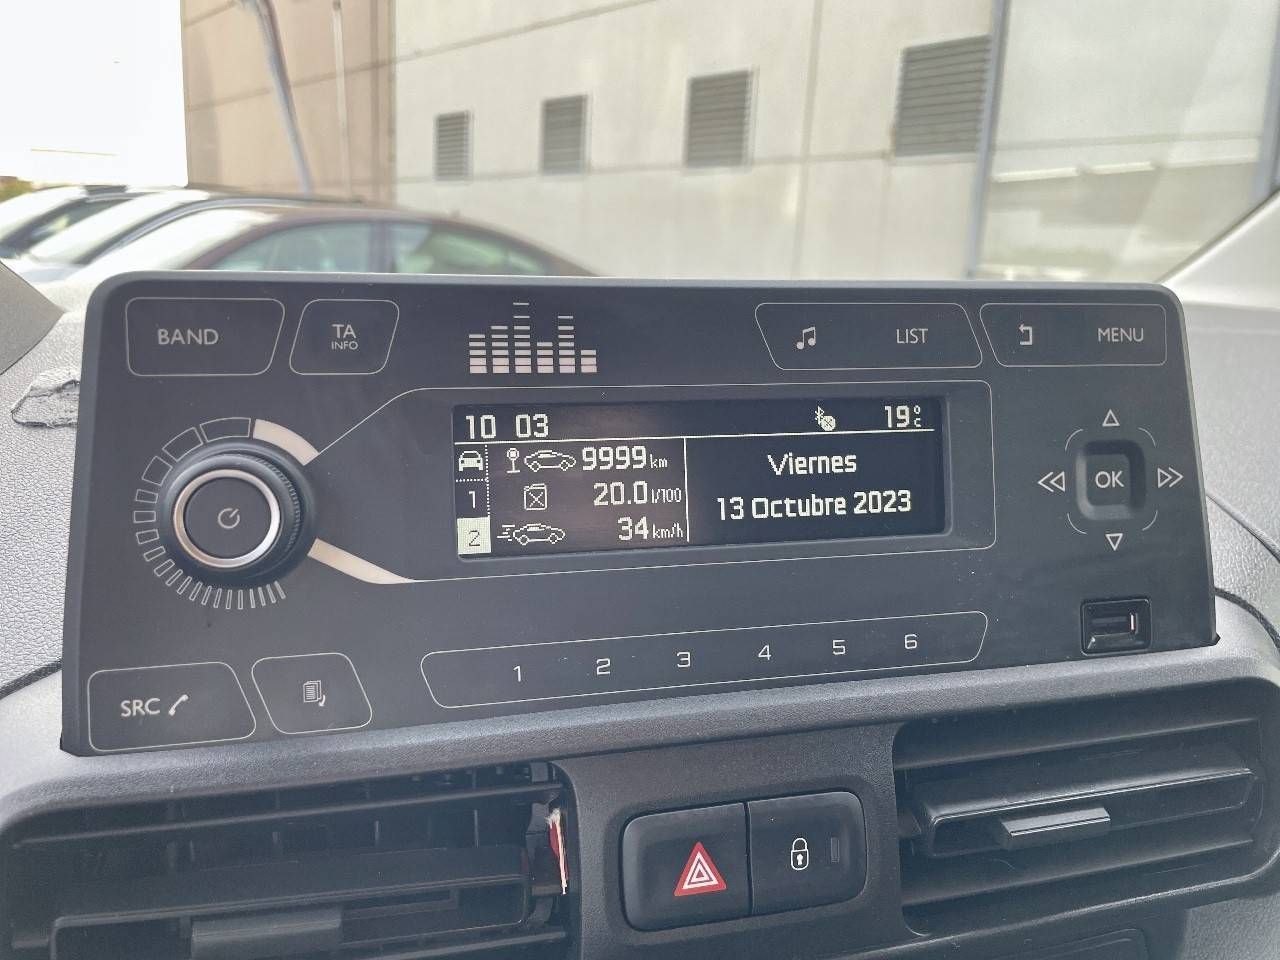 BAND
TA
INFO
LIST
MENU
10 03
19°C
9999 km
1
20.0 l/100
2
34 km/h
Viernes
13 Octubre 2023
OK
1 2 3 4 5 6
SRC